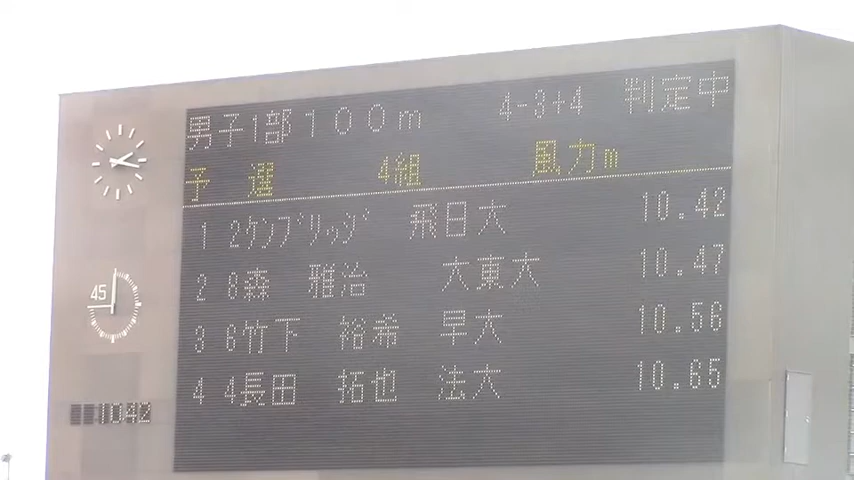 男子1部100m 4-3+4 判定中
予 選 4組 風力m
1 2ケンブリッジ 飛日大 10.42
2 8森 雅治 大東大 10.47
3 6竹下 裕希 早大 10.56
4 4長田 拓也 法大 10.65
45
10.42